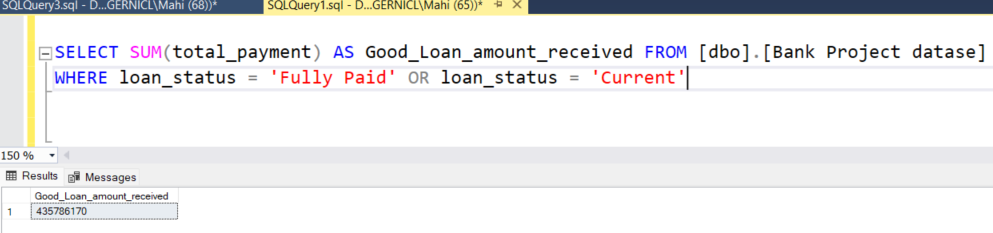 SQLQuery3.sql - D...GERNICL\Mahi (68))* SQLQuery1.sql - D...GERNICL\Mahi (65))*
SELECT SUM(total_payment) AS Good_Loan_amount_received FROM [dbo].[Bank Project datase]
WHERE loan_status = 'Fully Paid' OR loan_status = 'Current'
150 %
Results Messages
Good_Loan_amount_received
1 435786170